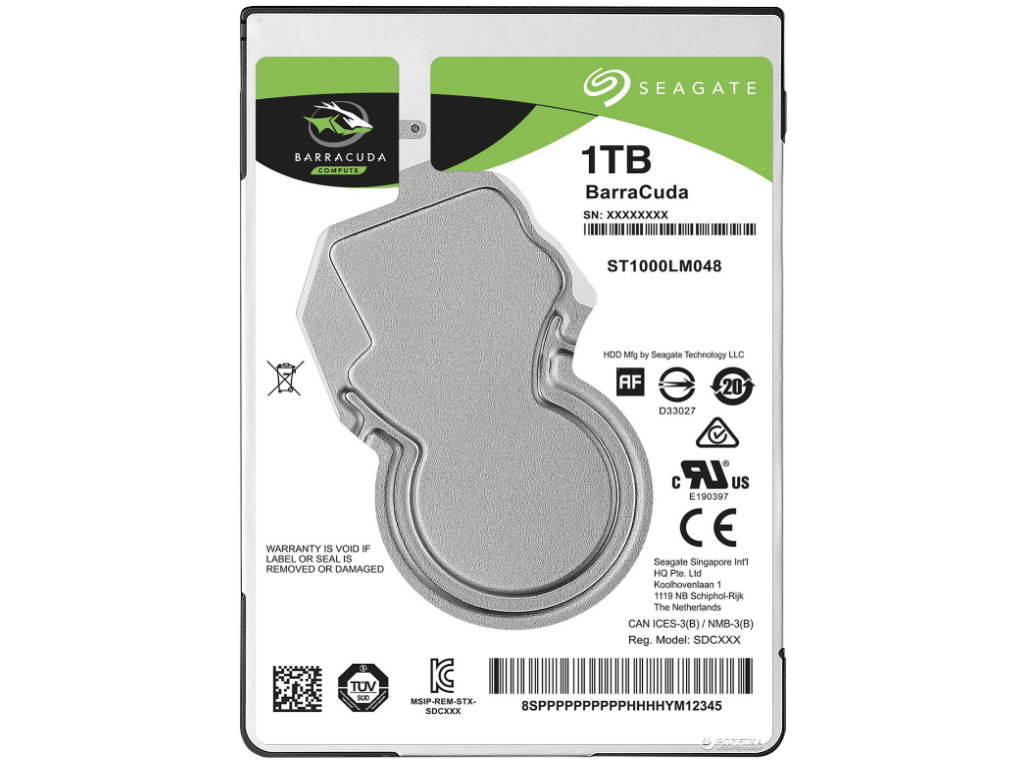 SEAGATE
BARRACUDA
COMPUTE
1TB
BarraCuda
SN: XXXXXXXX
ST1000LM048
HDD Mfg by Seagate Technology LLC
AF
20
D33027
c RU® US
E190397
CE
WARRANTY IS VOID IF
LABEL OR SEAL IS
REMOVED OR DAMAGED
Seagate Singapore Int'l
HQ Pte. Ltd
Koolhovenlaan 1
1119 NB Schiphol-Rijk
The Netherlands
CAN ICES-3(B) / NMB-3(B)
Reg. Model: SDCXXX
TÜV
SÜD
MSIP-REM-STX-
SDCXXX
8SPPPPPPPPPPHHHHYM12345
ROZETKA